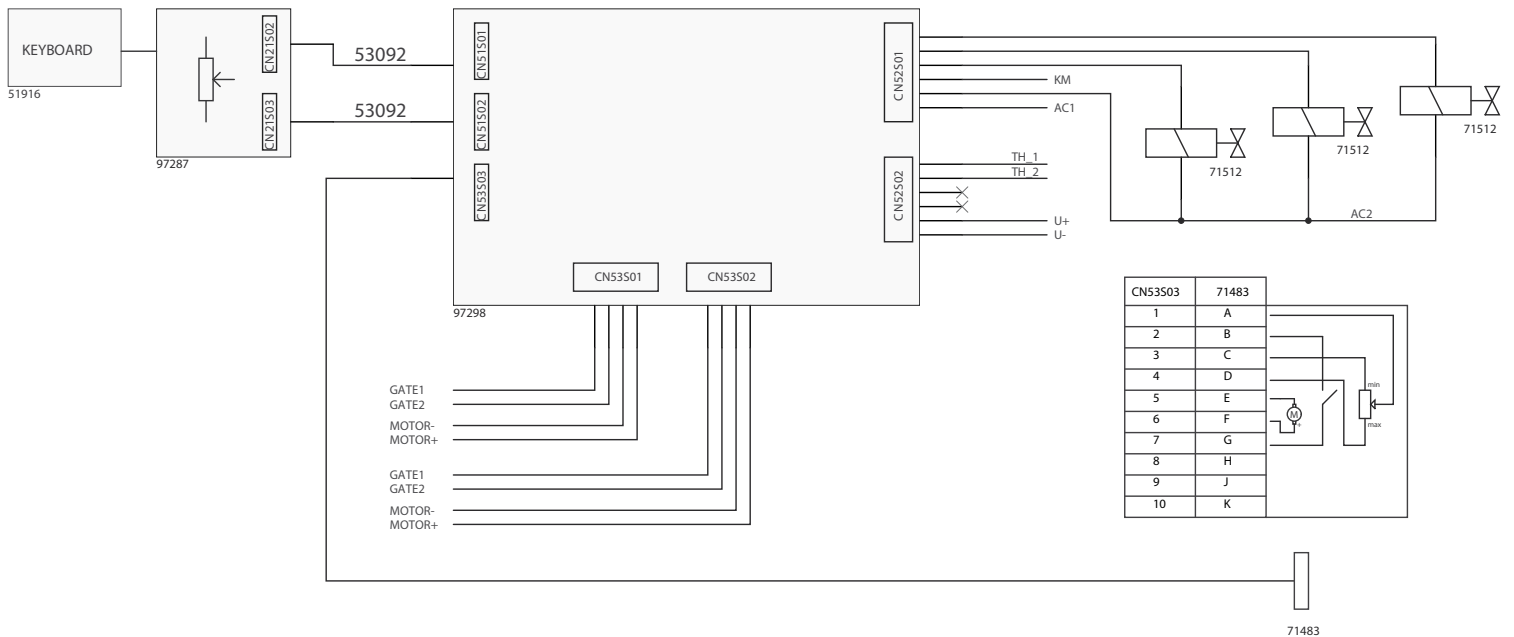 KEYBOARD
51916
CN21S02
CN21S03
97287
53092
53092
CN51S01
CN51S02
CN53S03
CN52S01
CN52S02
CN53S01
CN53S02
97298
KM
AC1
TH_1
TH_2
U+
U-
71512
71512
71512
AC2
GATE1
GATE2
MOTOR-
MOTOR+
GATE1
GATE2
MOTOR-
MOTOR+
CN53S03 71483
1 A
2 B
3 C
4 D
5 E
6 F
7 G
8 H
9 J
10 K
min
M
+
max
71483